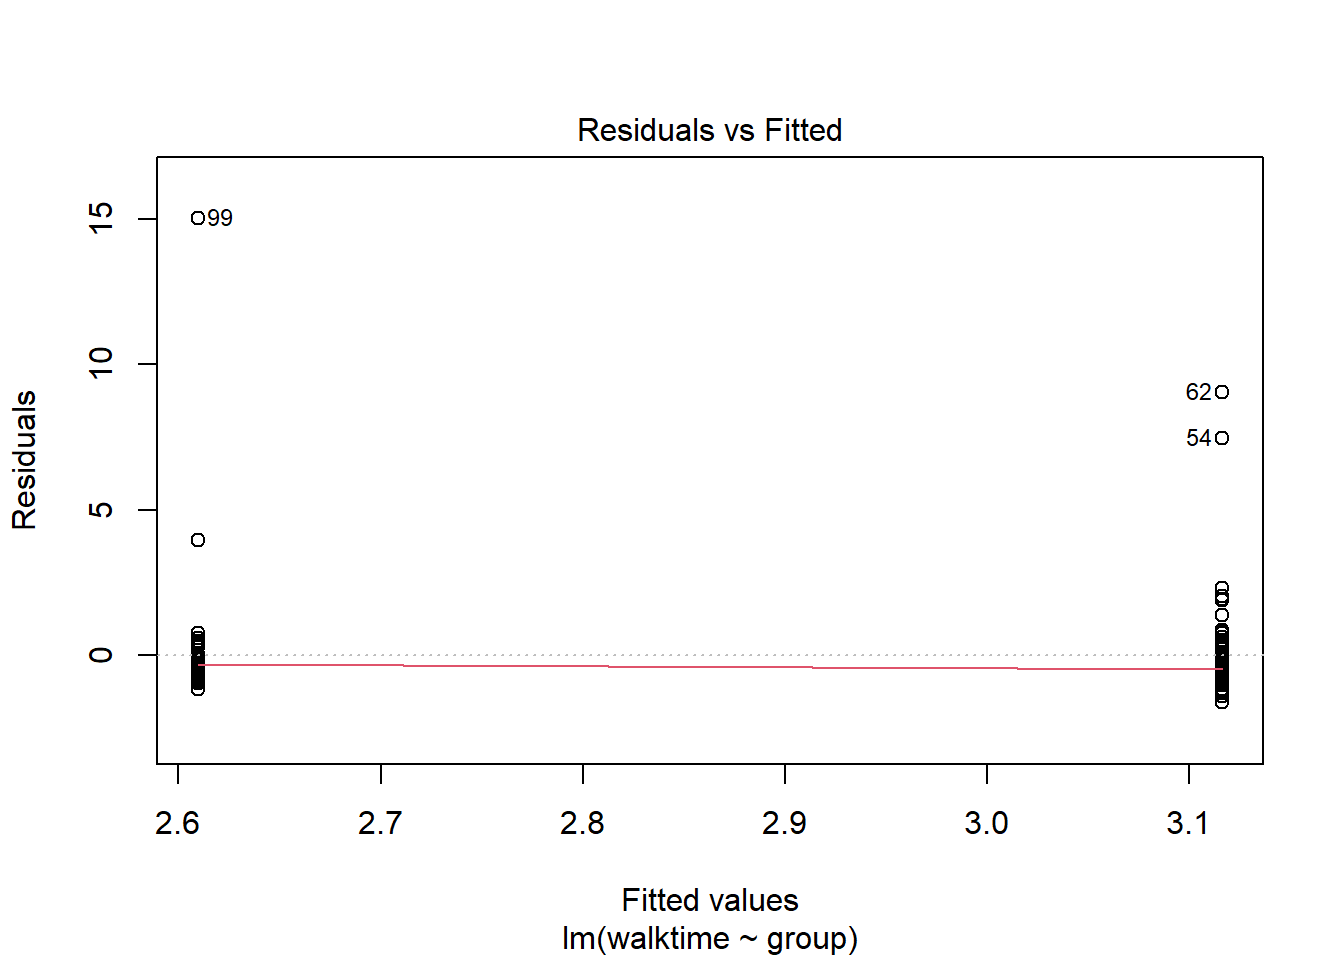 Residuals vs Fitted
Residuals
15
10
5
0
99
62
54
2.6 2.7 2.8 2.9 3.0 3.1
Fitted values
lm(walktime ~ group)